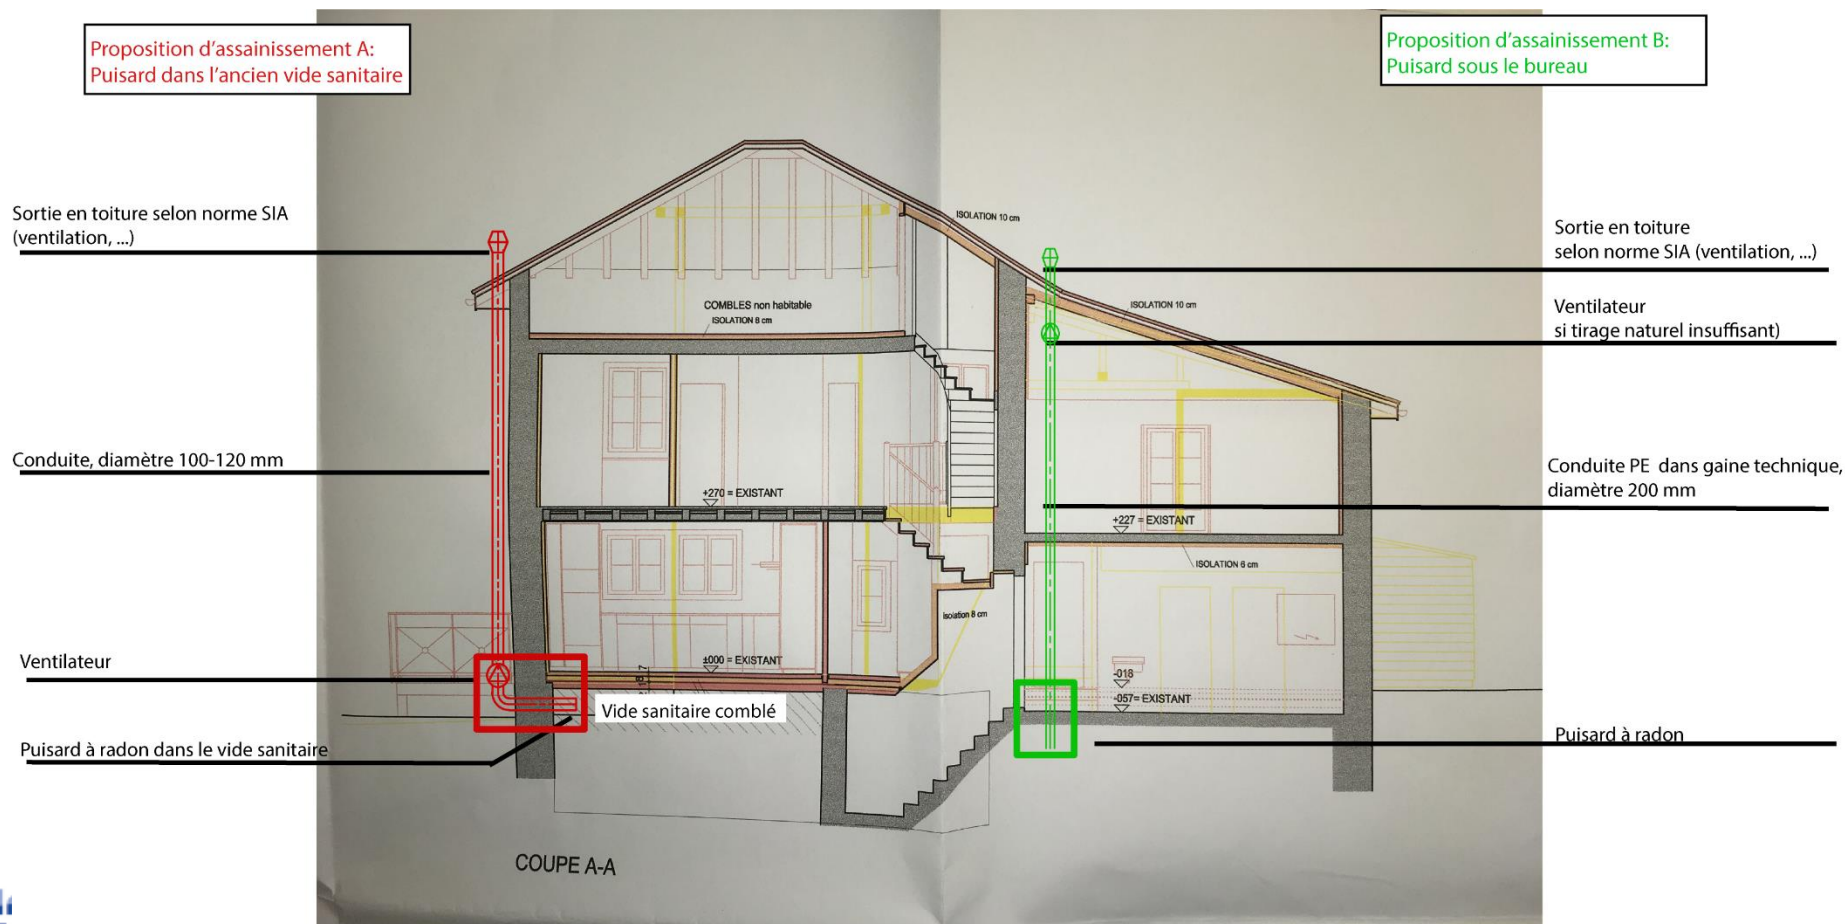 Proposition d'assainissement A:
Puisard dans l'ancien vide sanitaire
Proposition d'assainissement B:
Puisard sous le bureau
Sortie en toiture selon norme SIA
(ventilation, ...)
Conduite, diamètre 100-120 mm
Ventilateur
Puisard à radon dans le vide sanitaire
ISOLATION 10 cm
COMBLES non habitable
ISOLATION 8 cm
ISOLATION 10 cm
+270 = EXISTANT
+227 = EXISTANT
ISOLATION 6 cm
Isolation 8 cm
±000 = EXISTANT
-018
-057= EXISTANT
Vide sanitaire comblé
COUPE A-A
Sortie en toiture
selon norme SIA (ventilation, ...)
Ventilateur
si tirage naturel insuffisant)
Conduite PE dans gaine technique,
diamètre 200 mm
Puisard à radon